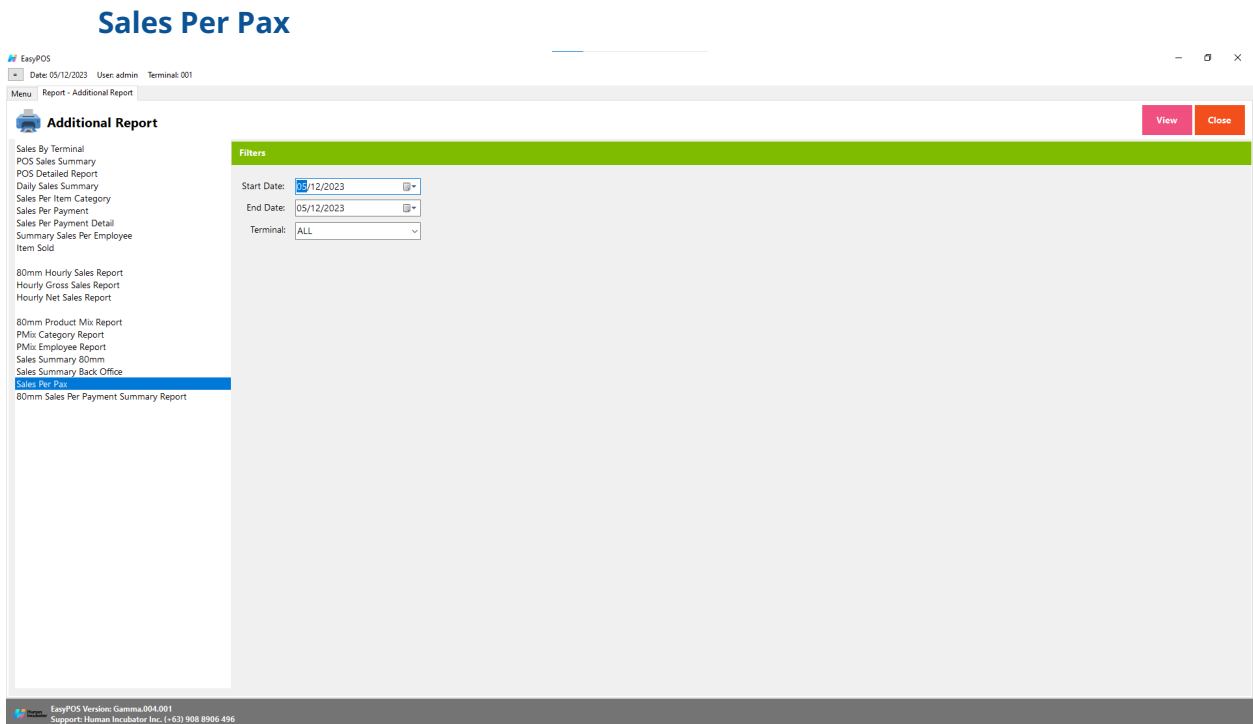 Sales Per Pax
EasyPOS
Date: 05/12/2023 User: admin Terminal: 001
Menu Report - Additional Report
Additional Report
View Close
Sales By Terminal
POS Sales Summary
POS Detailed Report
Daily Sales Summary
Sales Per Item Category
Sales Per Payment
Sales Per Payment Detail
Summary Sales Per Employee
Item Sold
80mm Hourly Sales Report
Hourly Gross Sales Report
Hourly Net Sales Report
80mm Product Mix Report
PMix Category Report
PMix Employee Report
Sales Summary 80mm
Sales Summary Back Office
Sales Per Pax
80mm Sales Per Payment Summary Report
Filters
Start Date: 05/12/2023
End Date: 05/12/2023
Terminal: ALL
EasyPOS Version: Gamma.004.001
Support: Human Incubator Inc. (+63) 908 8906 496